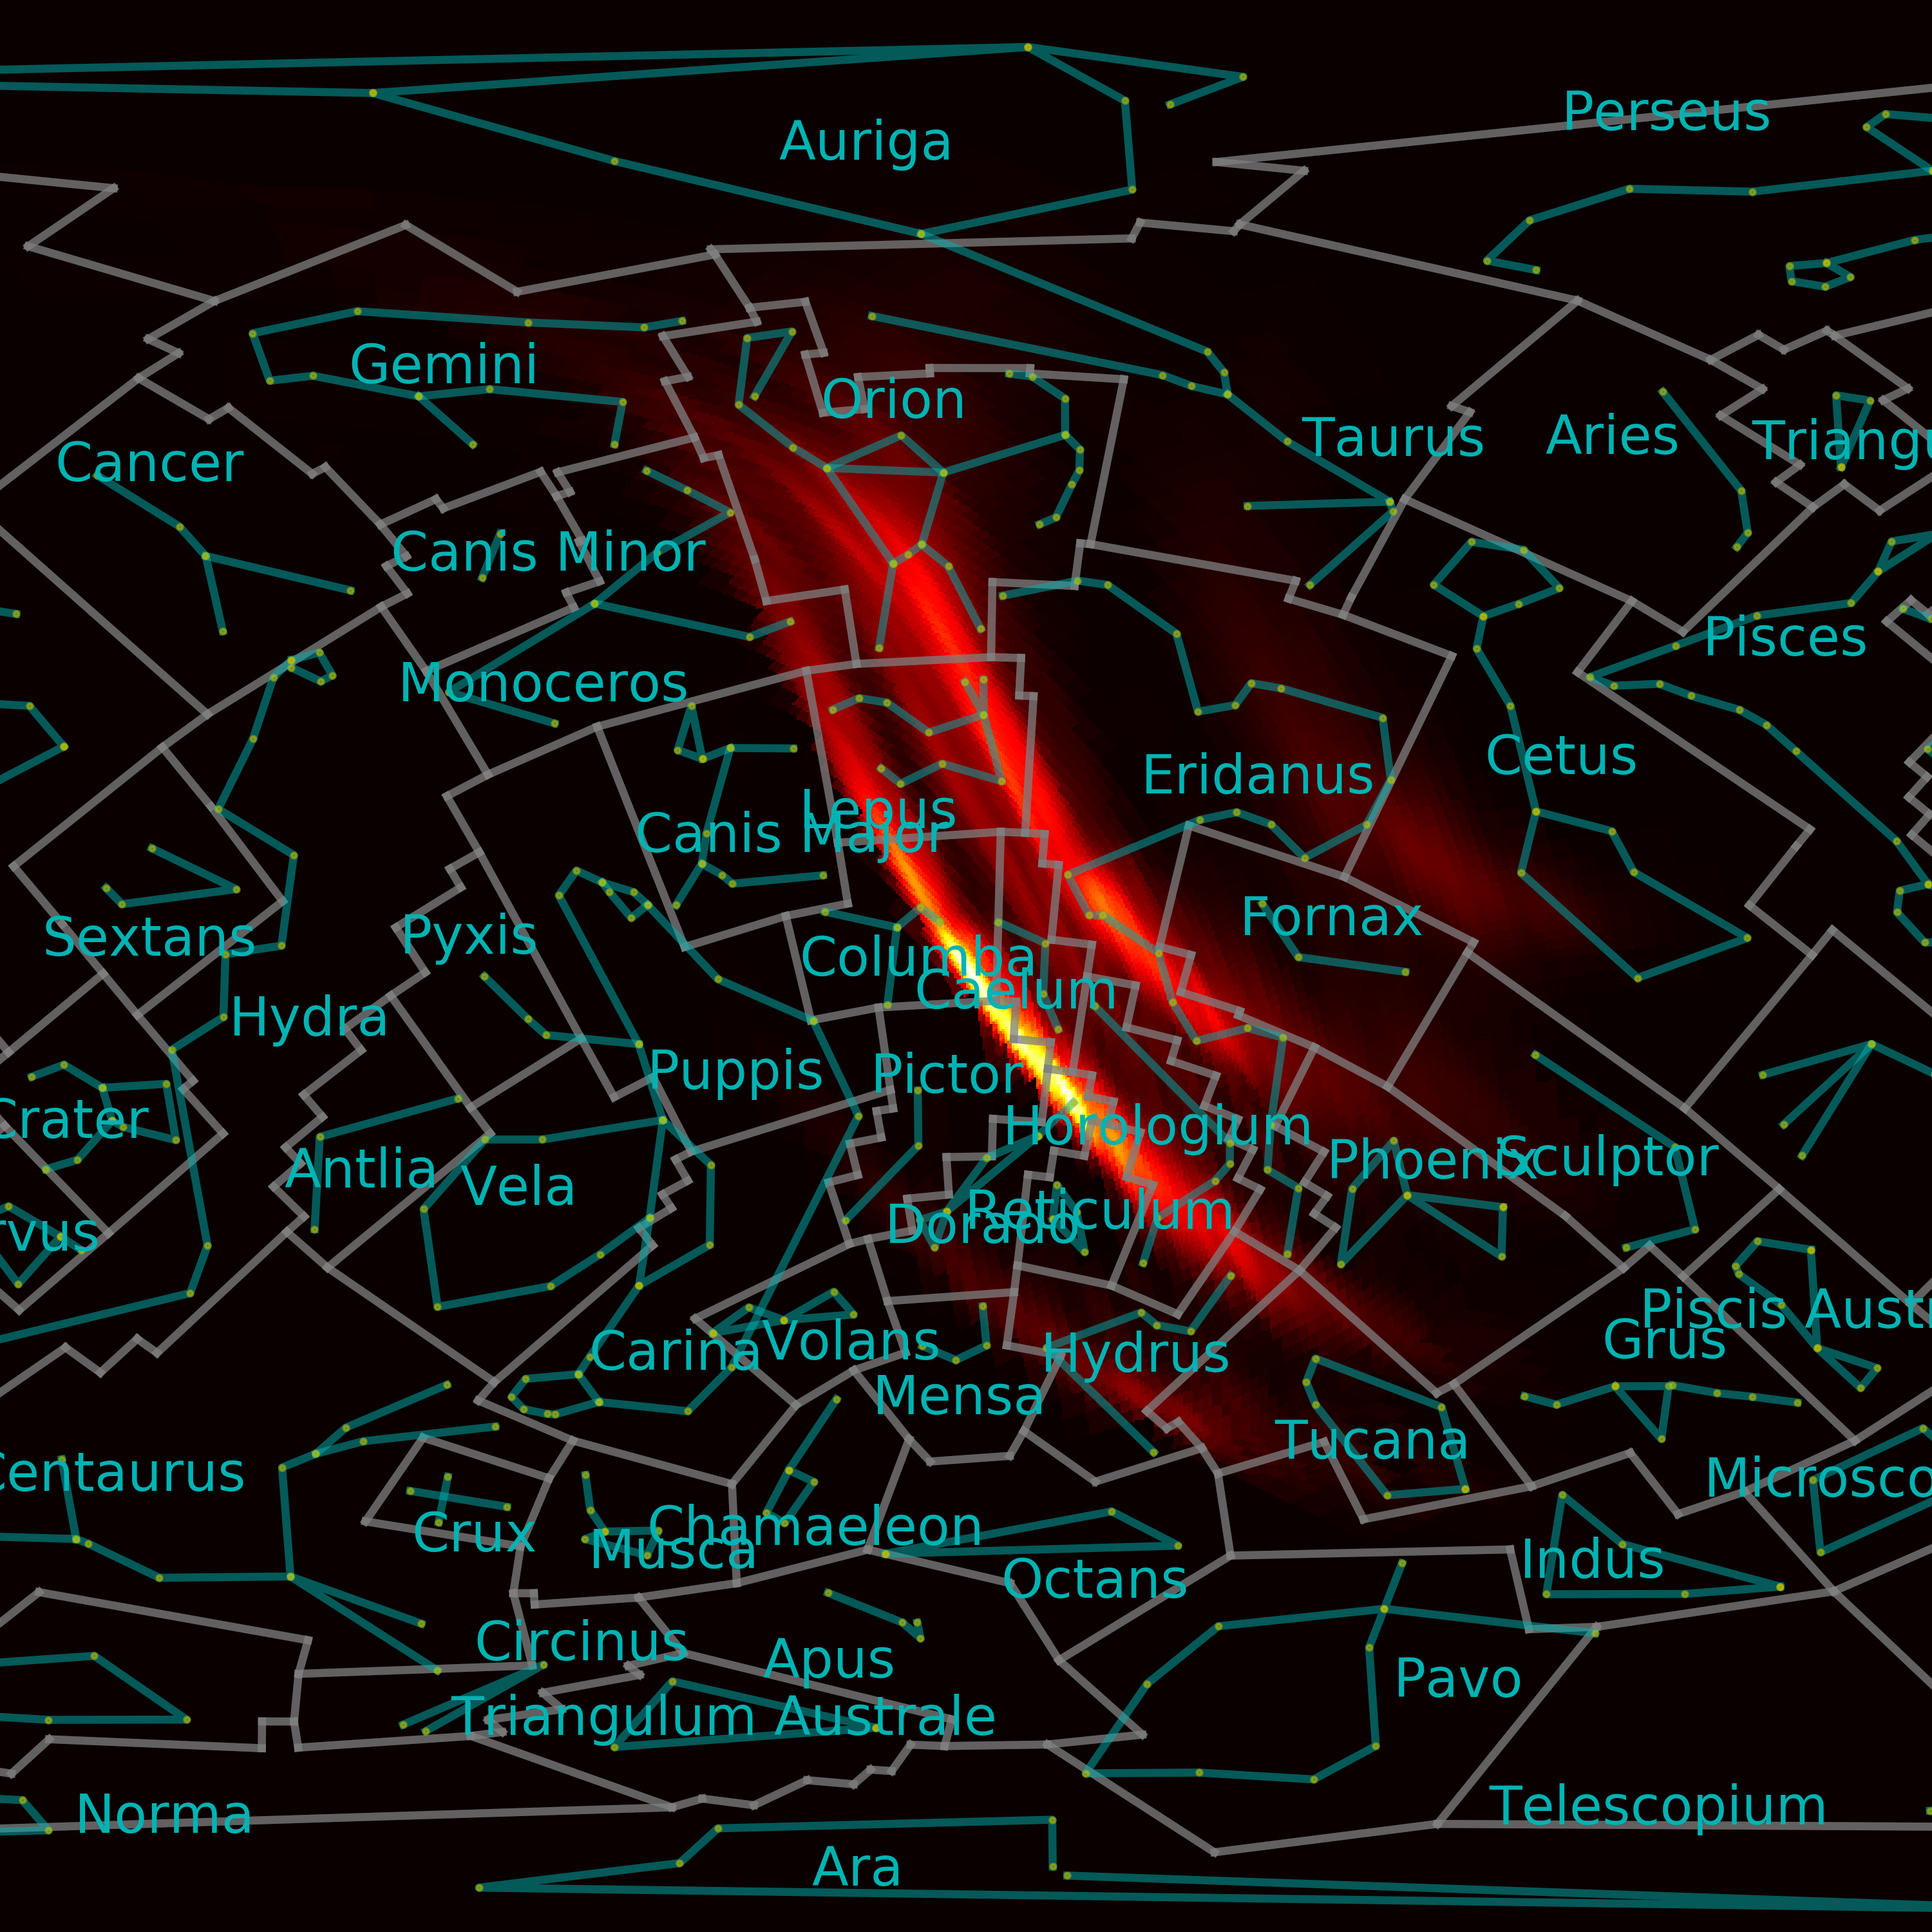 Perseus
Auriga
Gemini
Orion
Taurus
Aries
Triangu
Cancer
Canis Minor
Pisces
Monoceros
Cetus
Eridanus
Lepus
Canis Major
Fornax
Sextans
Pyxis
Columba
Caelum
Hydra
Puppis
Pictor
Crater
Horologium
Antlia
Vela
Phoenix
Sculptor
rvus
Dorado
Reticulum
Piscis Austr
Grus
Carina
Volans
Hydrus
Mensa
Tucana
Centaurus
Microsco
Crux
Chamaeleon
Musca
Octans
Indus
Circinus
Apus
Pavo
Triangulum Australe
Norma
Telescopium
Ara